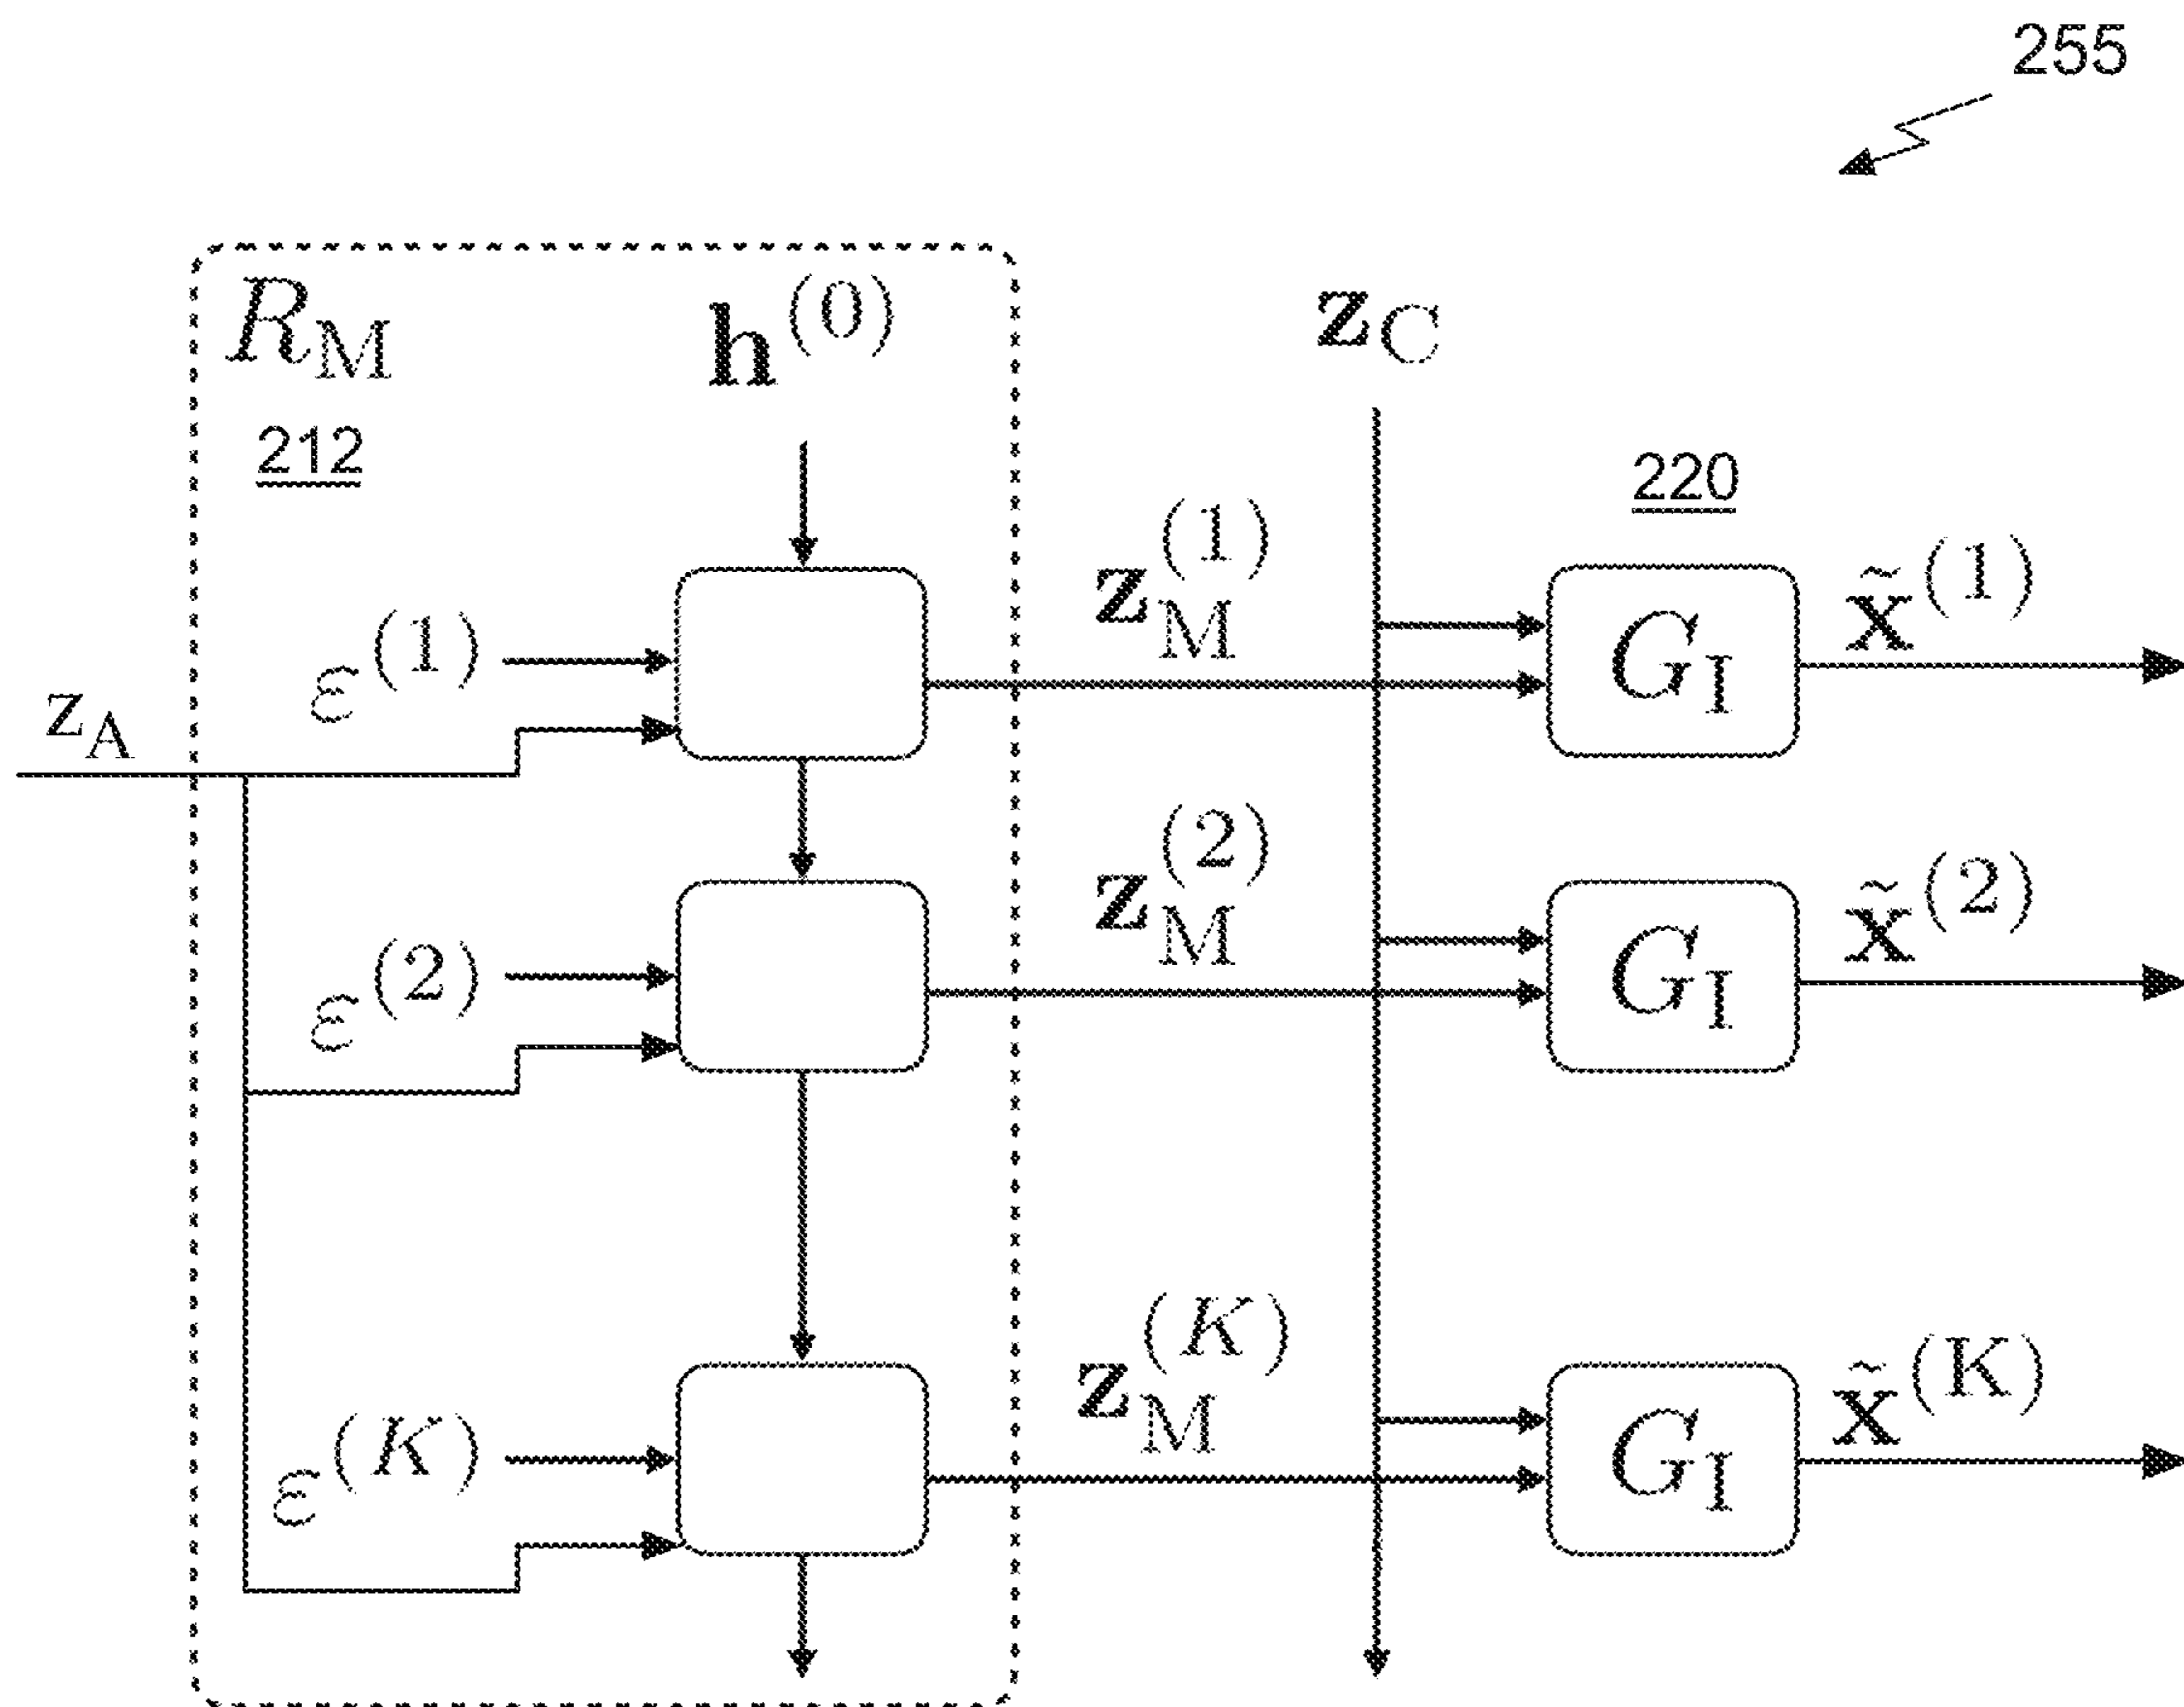 255
R_M
h^(0)
z_C
212
220
z_M^(1)
x̃^(1)
ε^(1)
G_I
z_A
z_M^(2)
x̃^(2)
ε^(2)
G_I
z_M^(K)
x̃^(K)
ε^(K)
G_I